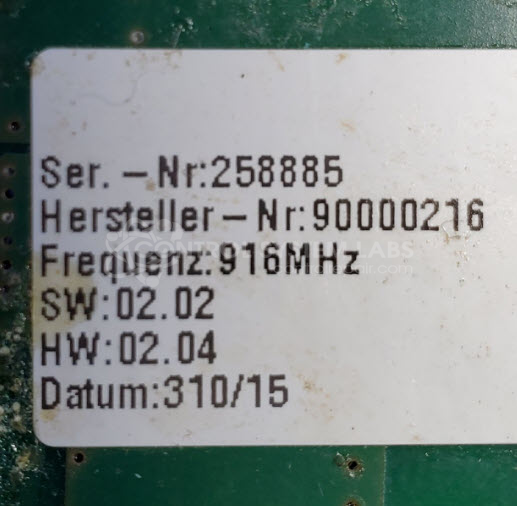 Ser. –Nr:258885
Hersteller–Nr:90000216
Frequenz:916MHz
SW:02.02
HW:02.04
Datum:310/15